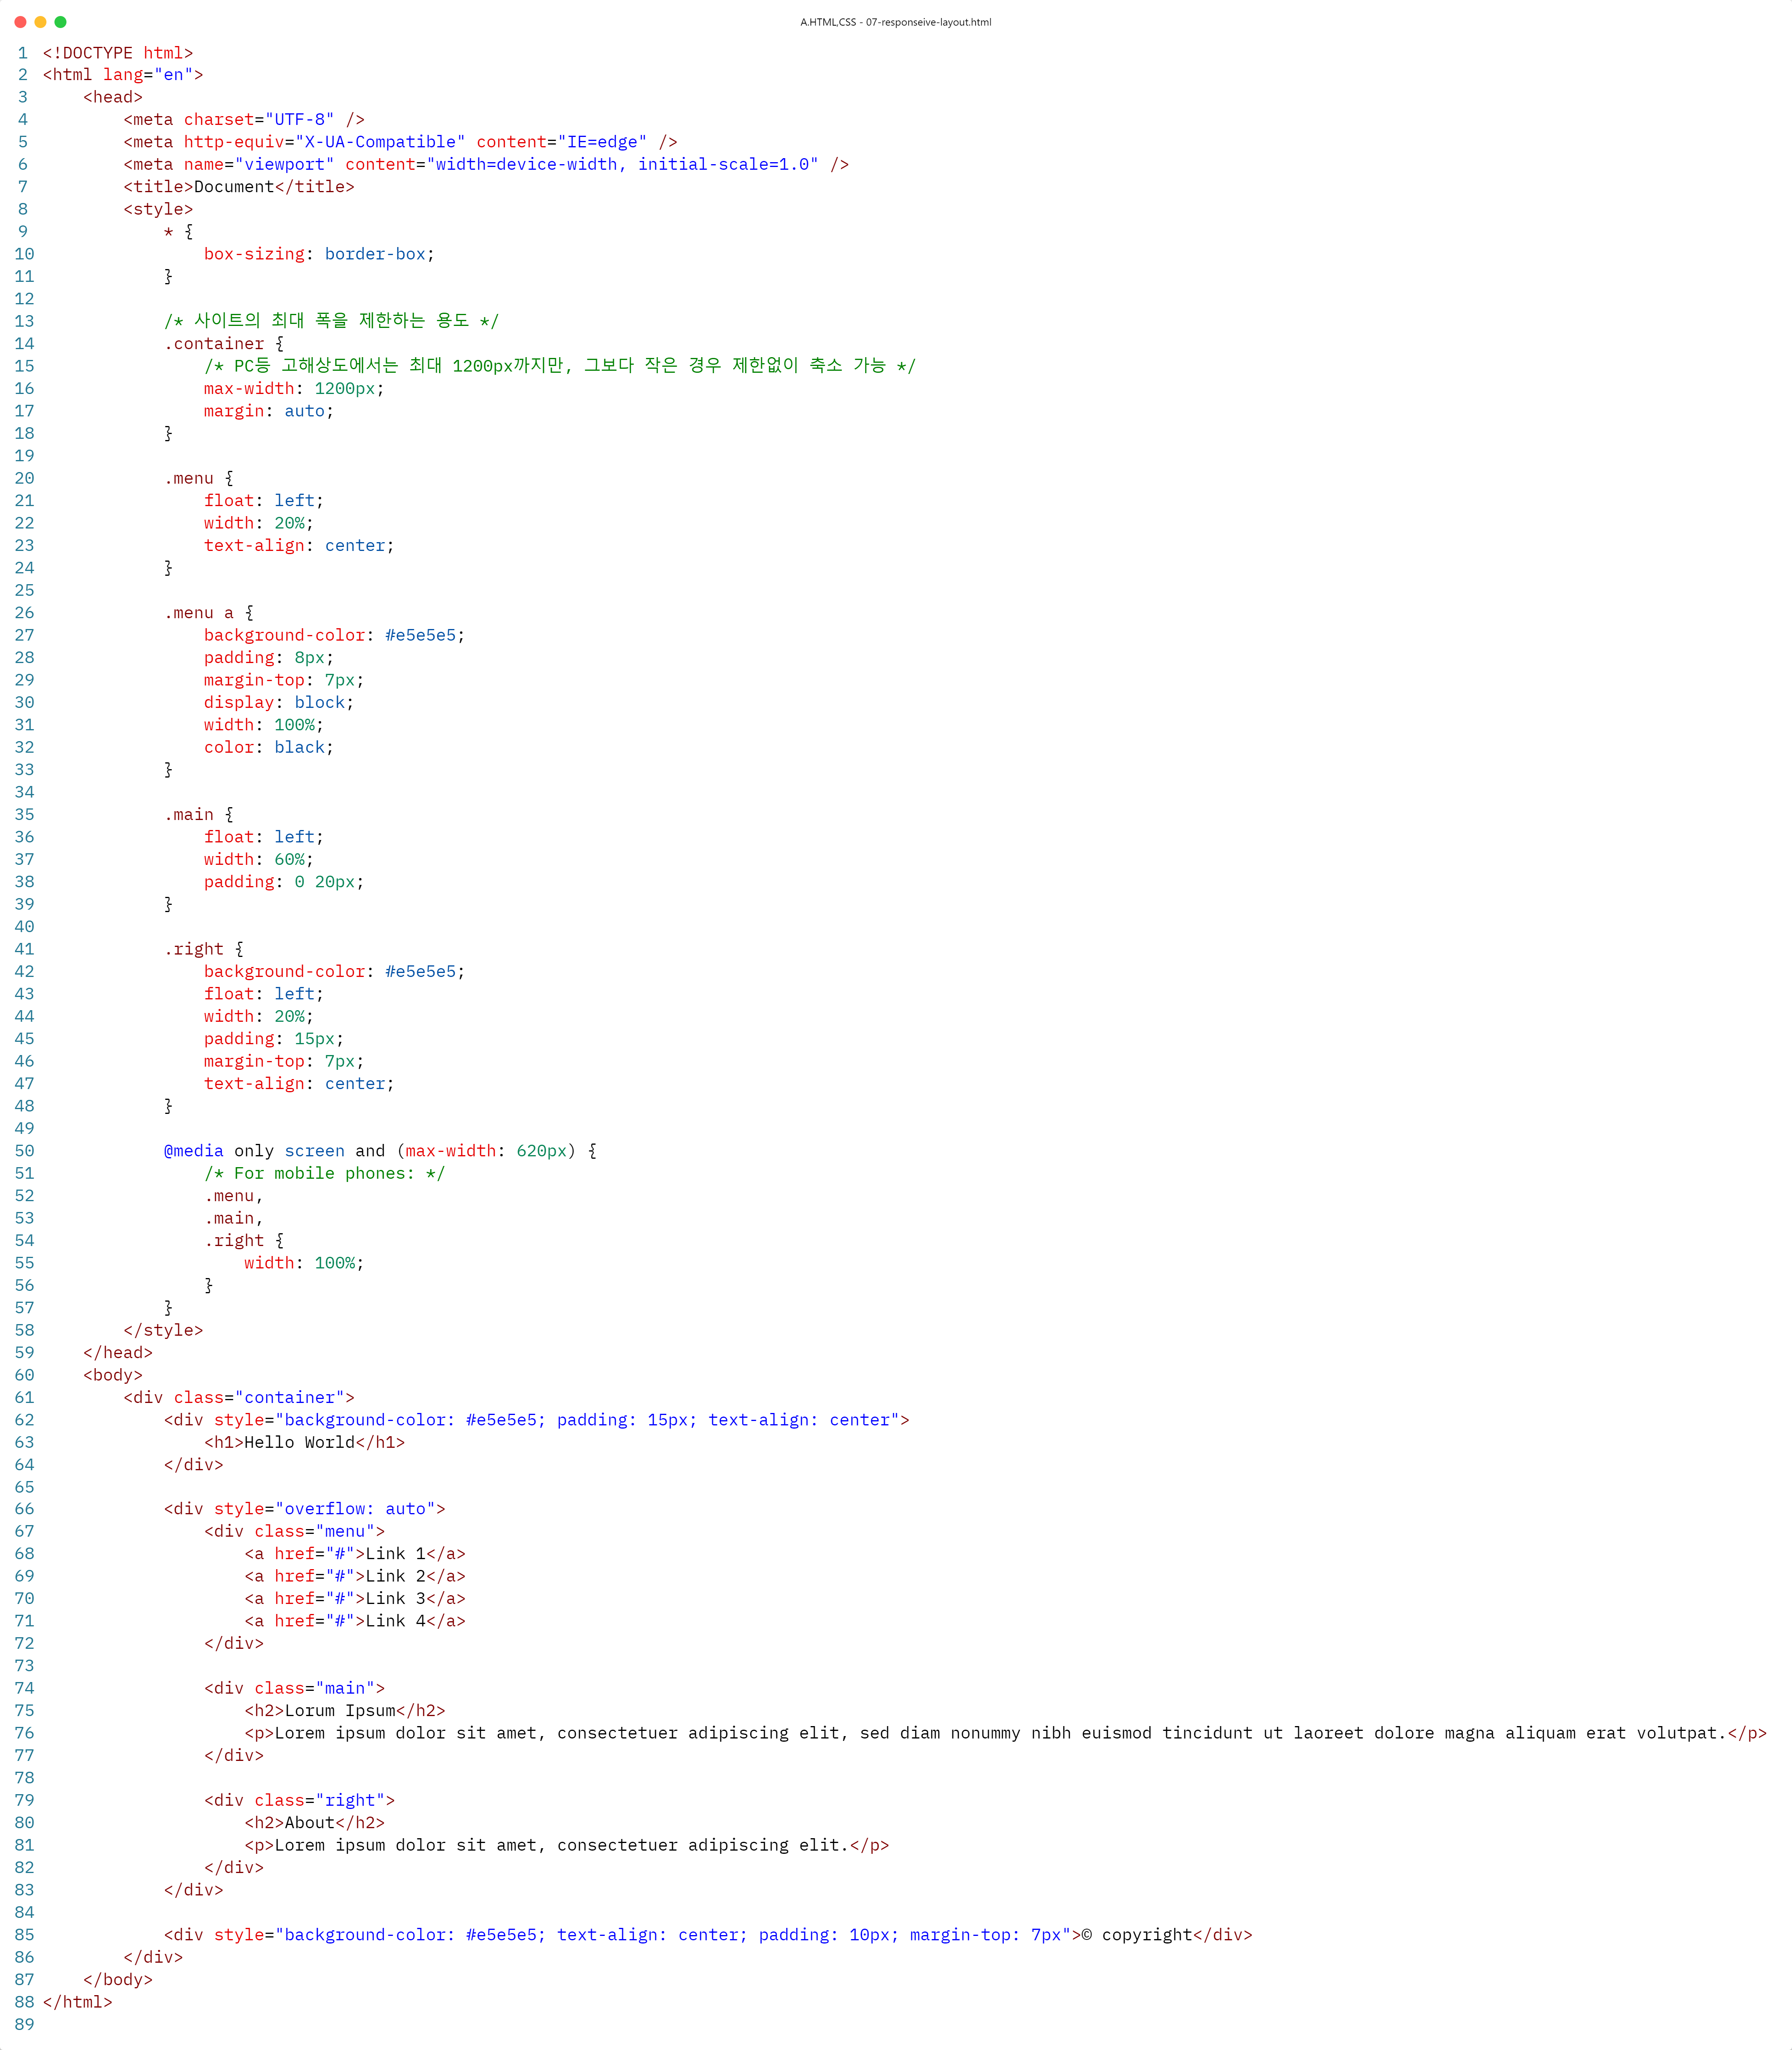 A.HTML,CSS - 07-responseive-layout.html
1 <!DOCTYPE html>
2 <html lang="en">
3     <head>
4         <meta charset="UTF-8" />
5         <meta http-equiv="X-UA-Compatible" content="IE=edge" />
6         <meta name="viewport" content="width=device-width, initial-scale=1.0" />
7         <title>Document</title>
8         <style>
9             * {
10                 box-sizing: border-box;
11             }
12
13             /* 사이트의 최대 폭을 제한하는 용도 */
14             .container {
15                 /* PC등 고해상도에서는 최대 1200px까지만, 그보다 작은 경우 제한없이 축소 가능 */
16                 max-width: 1200px;
17                 margin: auto;
18             }
19
20             .menu {
21                 float: left;
22                 width: 20%;
23                 text-align: center;
24             }
25
26             .menu a {
27                 background-color: #e5e5e5;
28                 padding: 8px;
29                 margin-top: 7px;
30                 display: block;
31                 width: 100%;
32                 color: black;
33             }
34
35             .main {
36                 float: left;
37                 width: 60%;
38                 padding: 0 20px;
39             }
40
41             .right {
42                 background-color: #e5e5e5;
43                 float: left;
44                 width: 20%;
45                 padding: 15px;
46                 margin-top: 7px;
47                 text-align: center;
48             }
49
50             @media only screen and (max-width: 620px) {
51                 /* For mobile phones: */
52                 .menu,
53                 .main,
54                 .right {
55                     width: 100%;
56                 }
57             }
58         </style>
59     </head>
60     <body>
61         <div class="container">
62             <div style="background-color: #e5e5e5; padding: 15px; text-align: center">
63                 <h1>Hello World</h1>
64             </div>
65
66             <div style="overflow: auto">
67                 <div class="menu">
68                     <a href="#">Link 1</a>
69                     <a href="#">Link 2</a>
70                     <a href="#">Link 3</a>
71                     <a href="#">Link 4</a>
72                 </div>
73
74                 <div class="main">
75                     <h2>Lorum Ipsum</h2>
76                     <p>Lorem ipsum dolor sit amet, consectetuer adipiscing elit, sed diam nonummy nibh euismod tincidunt ut laoreet dolore magna aliquam erat volutpat.</p>
77                 </div>
78
79                 <div class="right">
80                     <h2>About</h2>
81                     <p>Lorem ipsum dolor sit amet, consectetuer adipiscing elit.</p>
82                 </div>
83             </div>
84
85             <div style="background-color: #e5e5e5; text-align: center; padding: 10px; margin-top: 7px">© copyright</div>
86         </div>
87     </body>
88 </html>
89